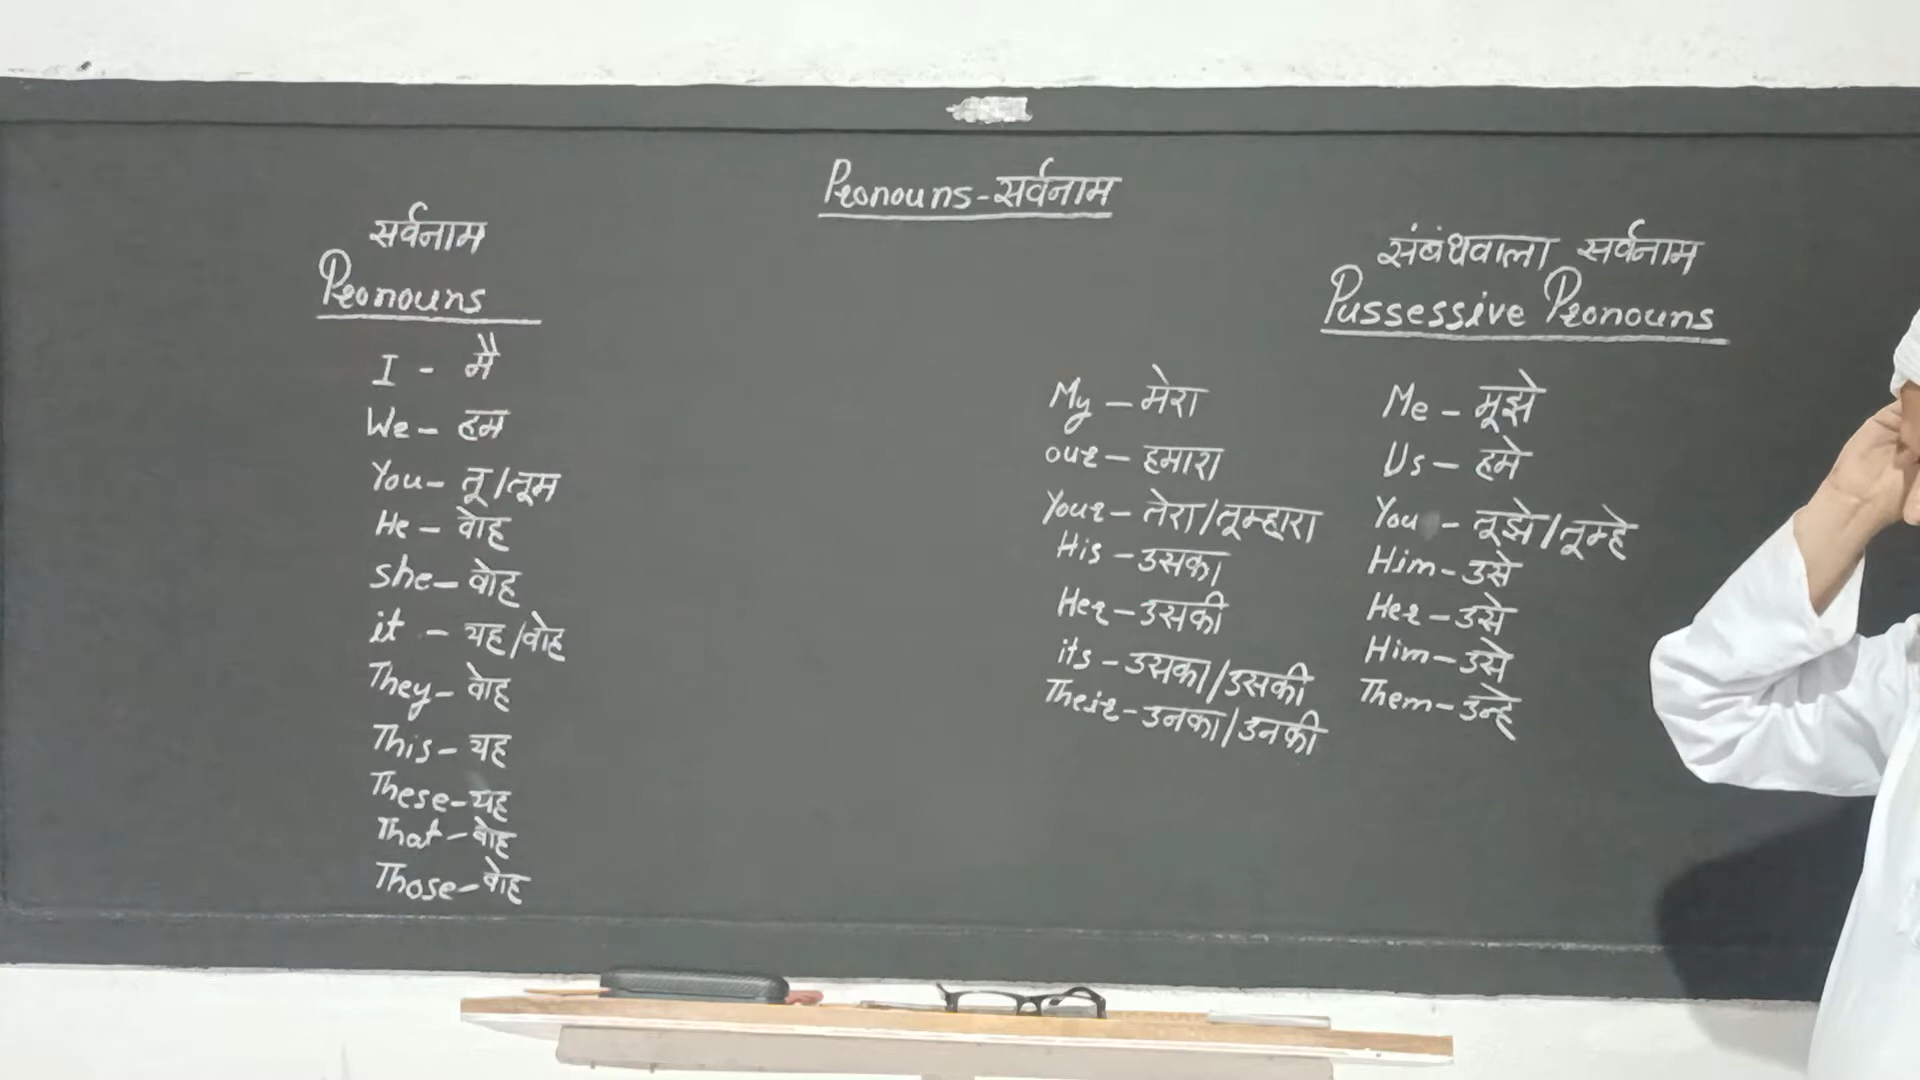 Pronouns-सर्वनाम
सर्वनाम
Pronouns
I - मै
We - हम
You - तू/तूम
He - वोह
she - वोह
it - यह/वोह
They - वोह
This - यह
These - यह
That - वोह
Those - वोह
संबंधवाला सर्वनाम
Pussessive Pronouns
My - मेरा
our - हमारा
Your - तेरा/तूम्हारा
His - उसका
Her - उसकी
its - उसका/उसकी
Their - उनका/उनकी
Me - मूझे
Us - हमे
You - तूझे/तूम्हे
Him - उसे
Her - उसे
Him - उसे
Them - उन्हे